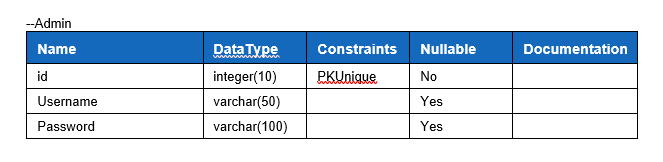 --Admin
Name DataType Constraints Nullable Documentation
id integer(10) PKUnique No
Username varchar(50) Yes
Password varchar(100) Yes